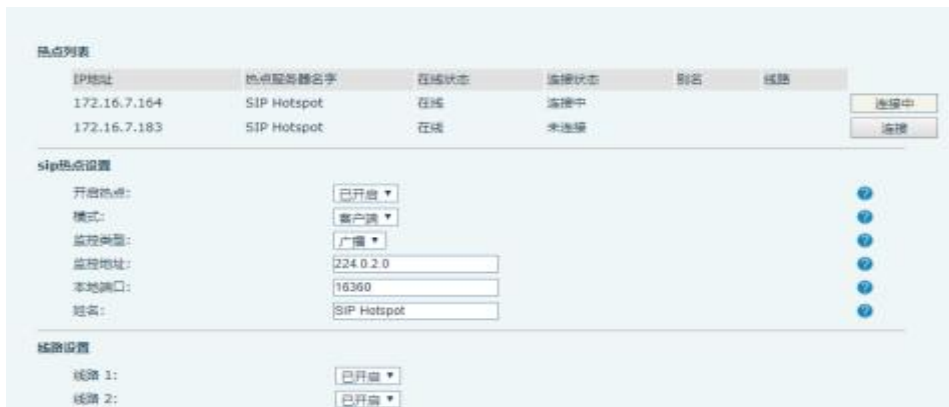 热点列表
IP地址 热点服务器名字 在线状态 连接状态 别名 线路
172.16.7.164 SIP Hotspot 在线 连接中 连接中
172.16.7.183 SIP Hotspot 在线 未连接 连接
sip热点设置
开启热点: 已开启
模式: 客户端
监控类型: 广播
监控地址: 224.0.2.0
本地端口: 16360
姓名: SIP Hotspot
线路设置
线路 1: 已开启
线路 2: 已开启